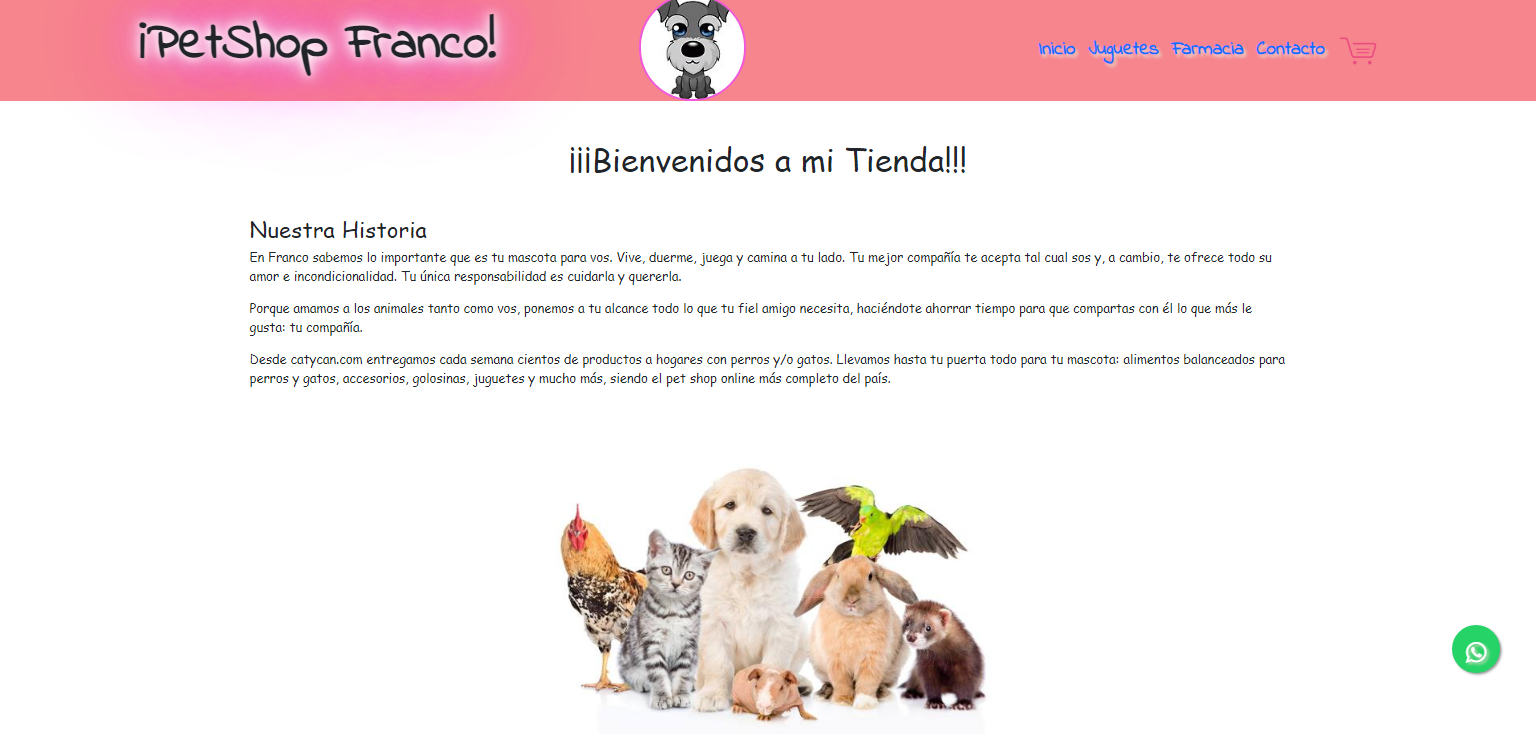 ¡PetShop Franco!
Inicio Juguetes Farmacia Contacto
¡¡¡Bienvenidos a mi Tienda!!!
Nuestra Historia
En Franco sabemos lo importante que es tu mascota para vos. Vive, duerme, juega y camina a tu lado. Tu mejor compañía te acepta tal cual sos y, a cambio, te ofrece todo su
amor e incondicionalidad. Tu única responsabilidad es cuidarla y quererla.
Porque amamos a los animales tanto como vos, ponemos a tu alcance todo lo que tu fiel amigo necesita, haciéndote ahorrar tiempo para que compartas con él lo que más le
gusta: tu compañía.
Desde catycan.com entregamos cada semana cientos de productos a hogares con perros y/o gatos. Llevamos hasta tu puerta todo para tu mascota: alimentos balanceados para
perros y gatos, accesorios, golosinas, juguetes y mucho más, siendo el pet shop online más completo del país.